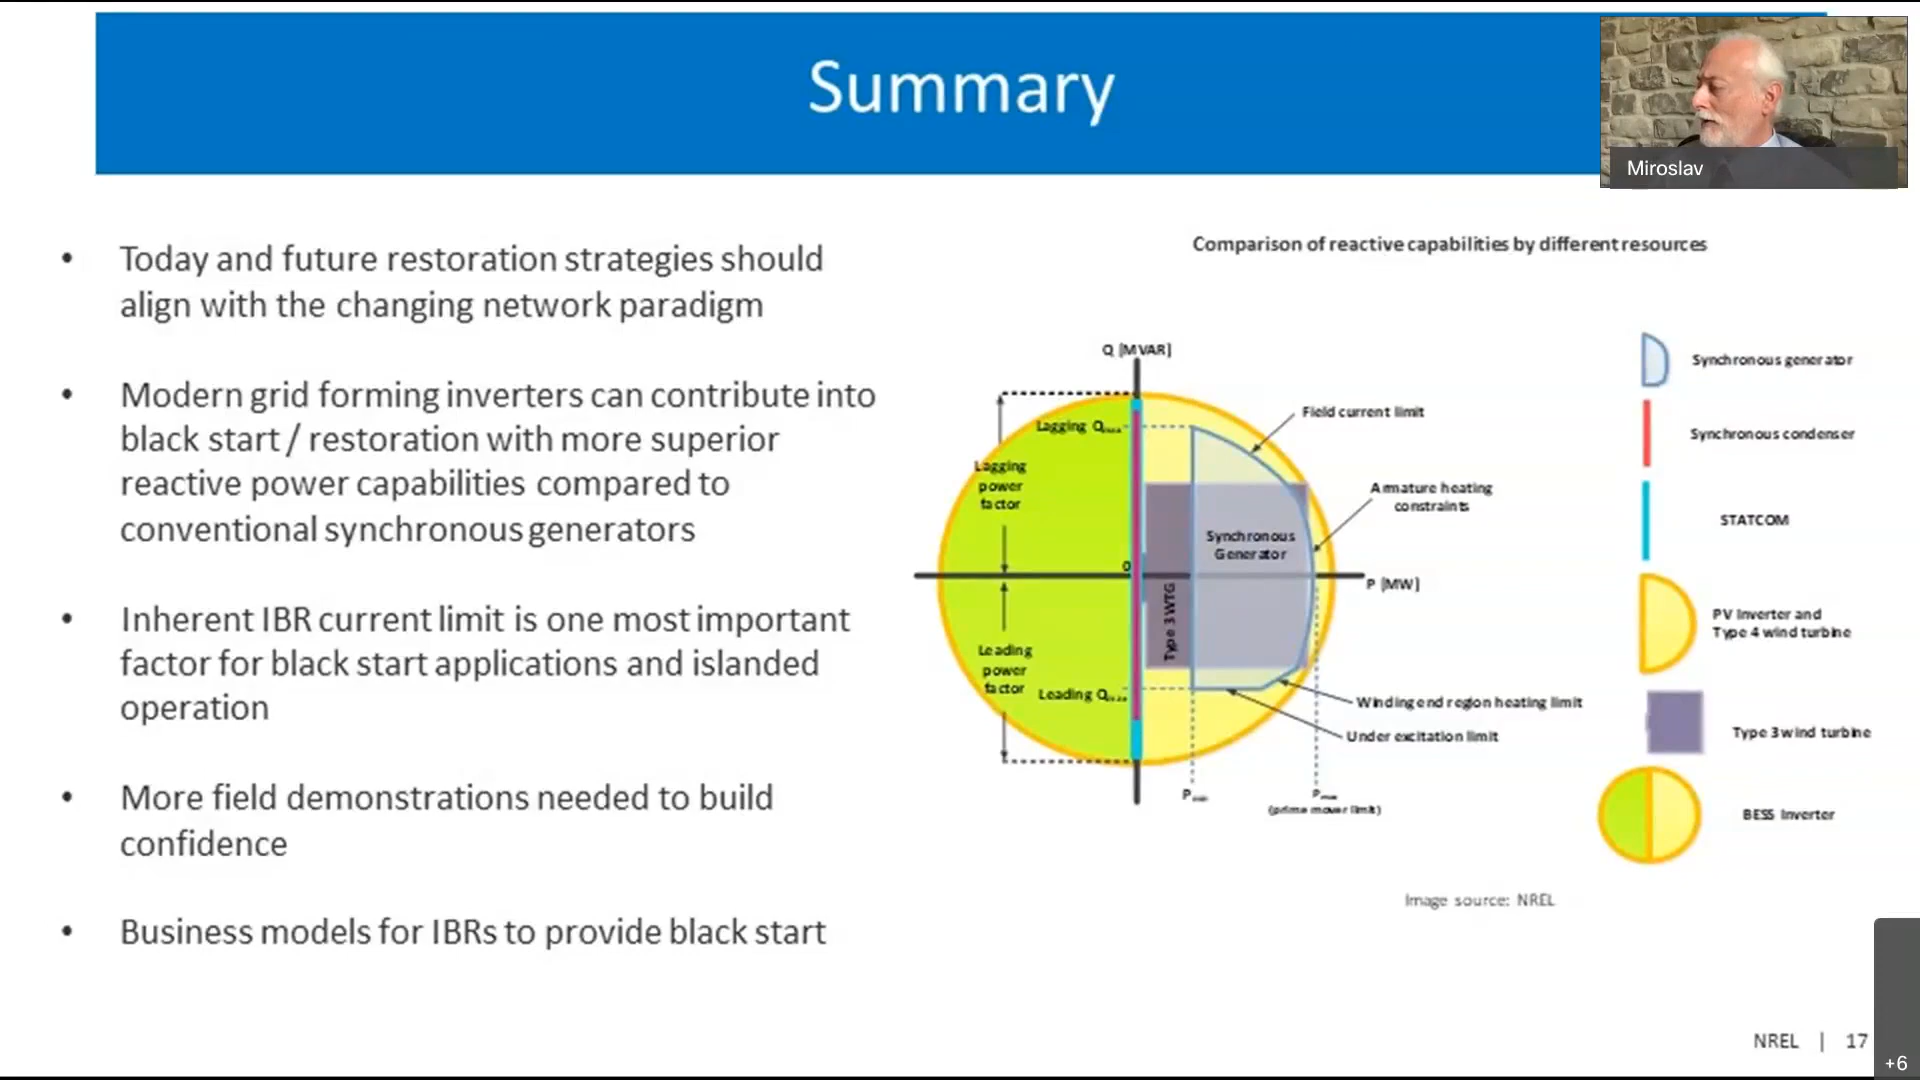 Summary
Miroslav
• Today and future restoration strategies should
align with the changing network paradigm
• Modern grid forming inverters can contribute into
black start / restoration with more superior
reactive power capabilities compared to
conventional synchronous generators
• Inherent IBR current limit is one most important
factor for black start applications and islanded
operation
• More field demonstrations needed to build
confidence
• Business models for IBRs to provide black start
Comparison of reactive capabilities by different resources
Q [MVAR]
Lagging Q
Lagging
power
factor
Field current limit
Armature heating
constraints
Synchronous
Generator
0
P [MW]
Type 3 WTG
Leading
power
factor
Leading Q
Winding end region heating limit
Under excitation limit
P
P
(prime mover limit)
Synchronous generator
Synchronous condenser
STATCOM
PV Inverter and
Type 4 wind turbine
Type 3 wind turbine
BESS Inverter
Image source: NREL
NREL | 17
+6